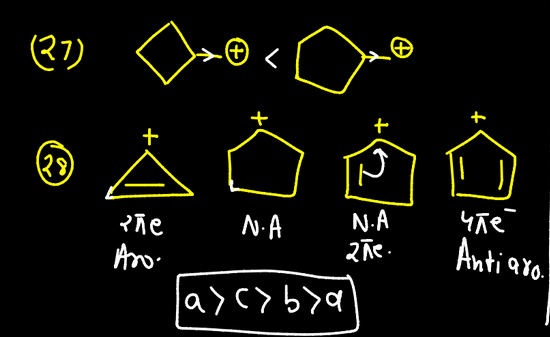 (27) + < +
28 + + + +
2πe N.A N.A 4πe⁻
Aro. 2πe. Antiaro.
a > c > b > a